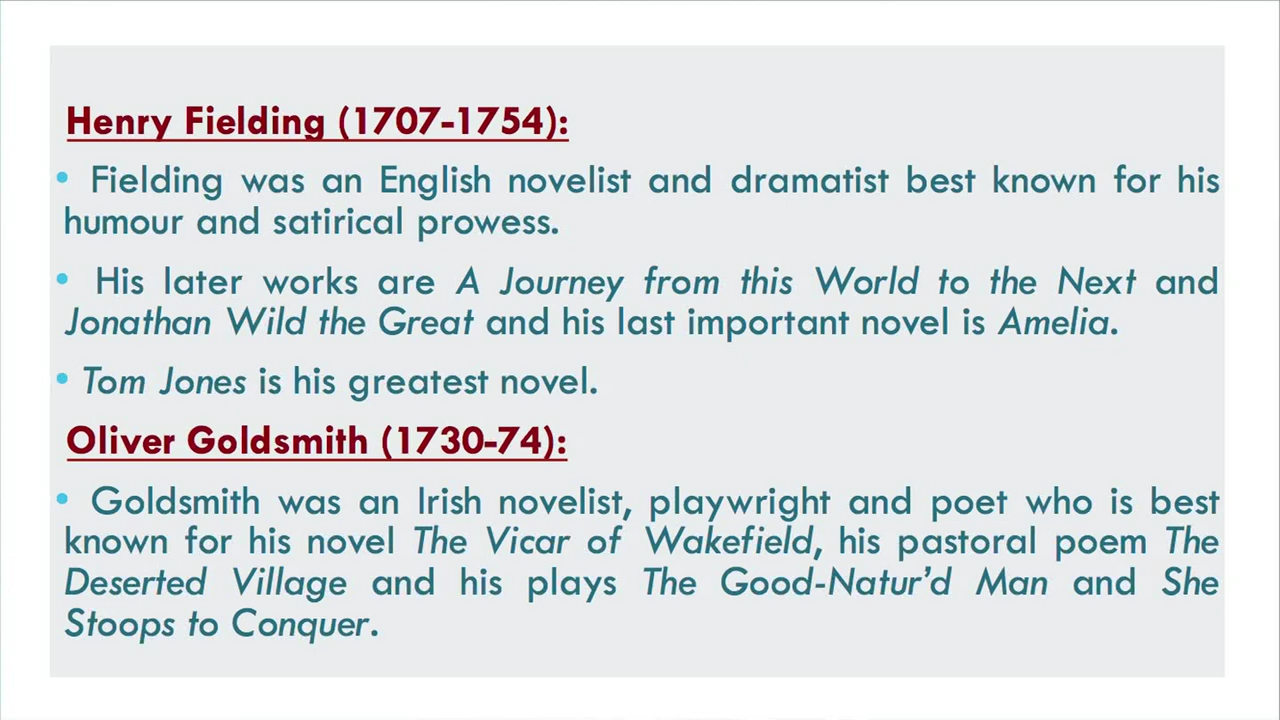 Henry Fielding (1707-1754):
• Fielding was an English novelist and dramatist best known for his
humour and satirical prowess.
• His later works are A Journey from this World to the Next and
Jonathan Wild the Great and his last important novel is Amelia.
• Tom Jones is his greatest novel.
Oliver Goldsmith (1730-74):
• Goldsmith was an Irish novelist, playwright and poet who is best
known for his novel The Vicar of Wakefield, his pastoral poem The
Deserted Village and his plays The Good-Natur’d Man and She
Stoops to Conquer.